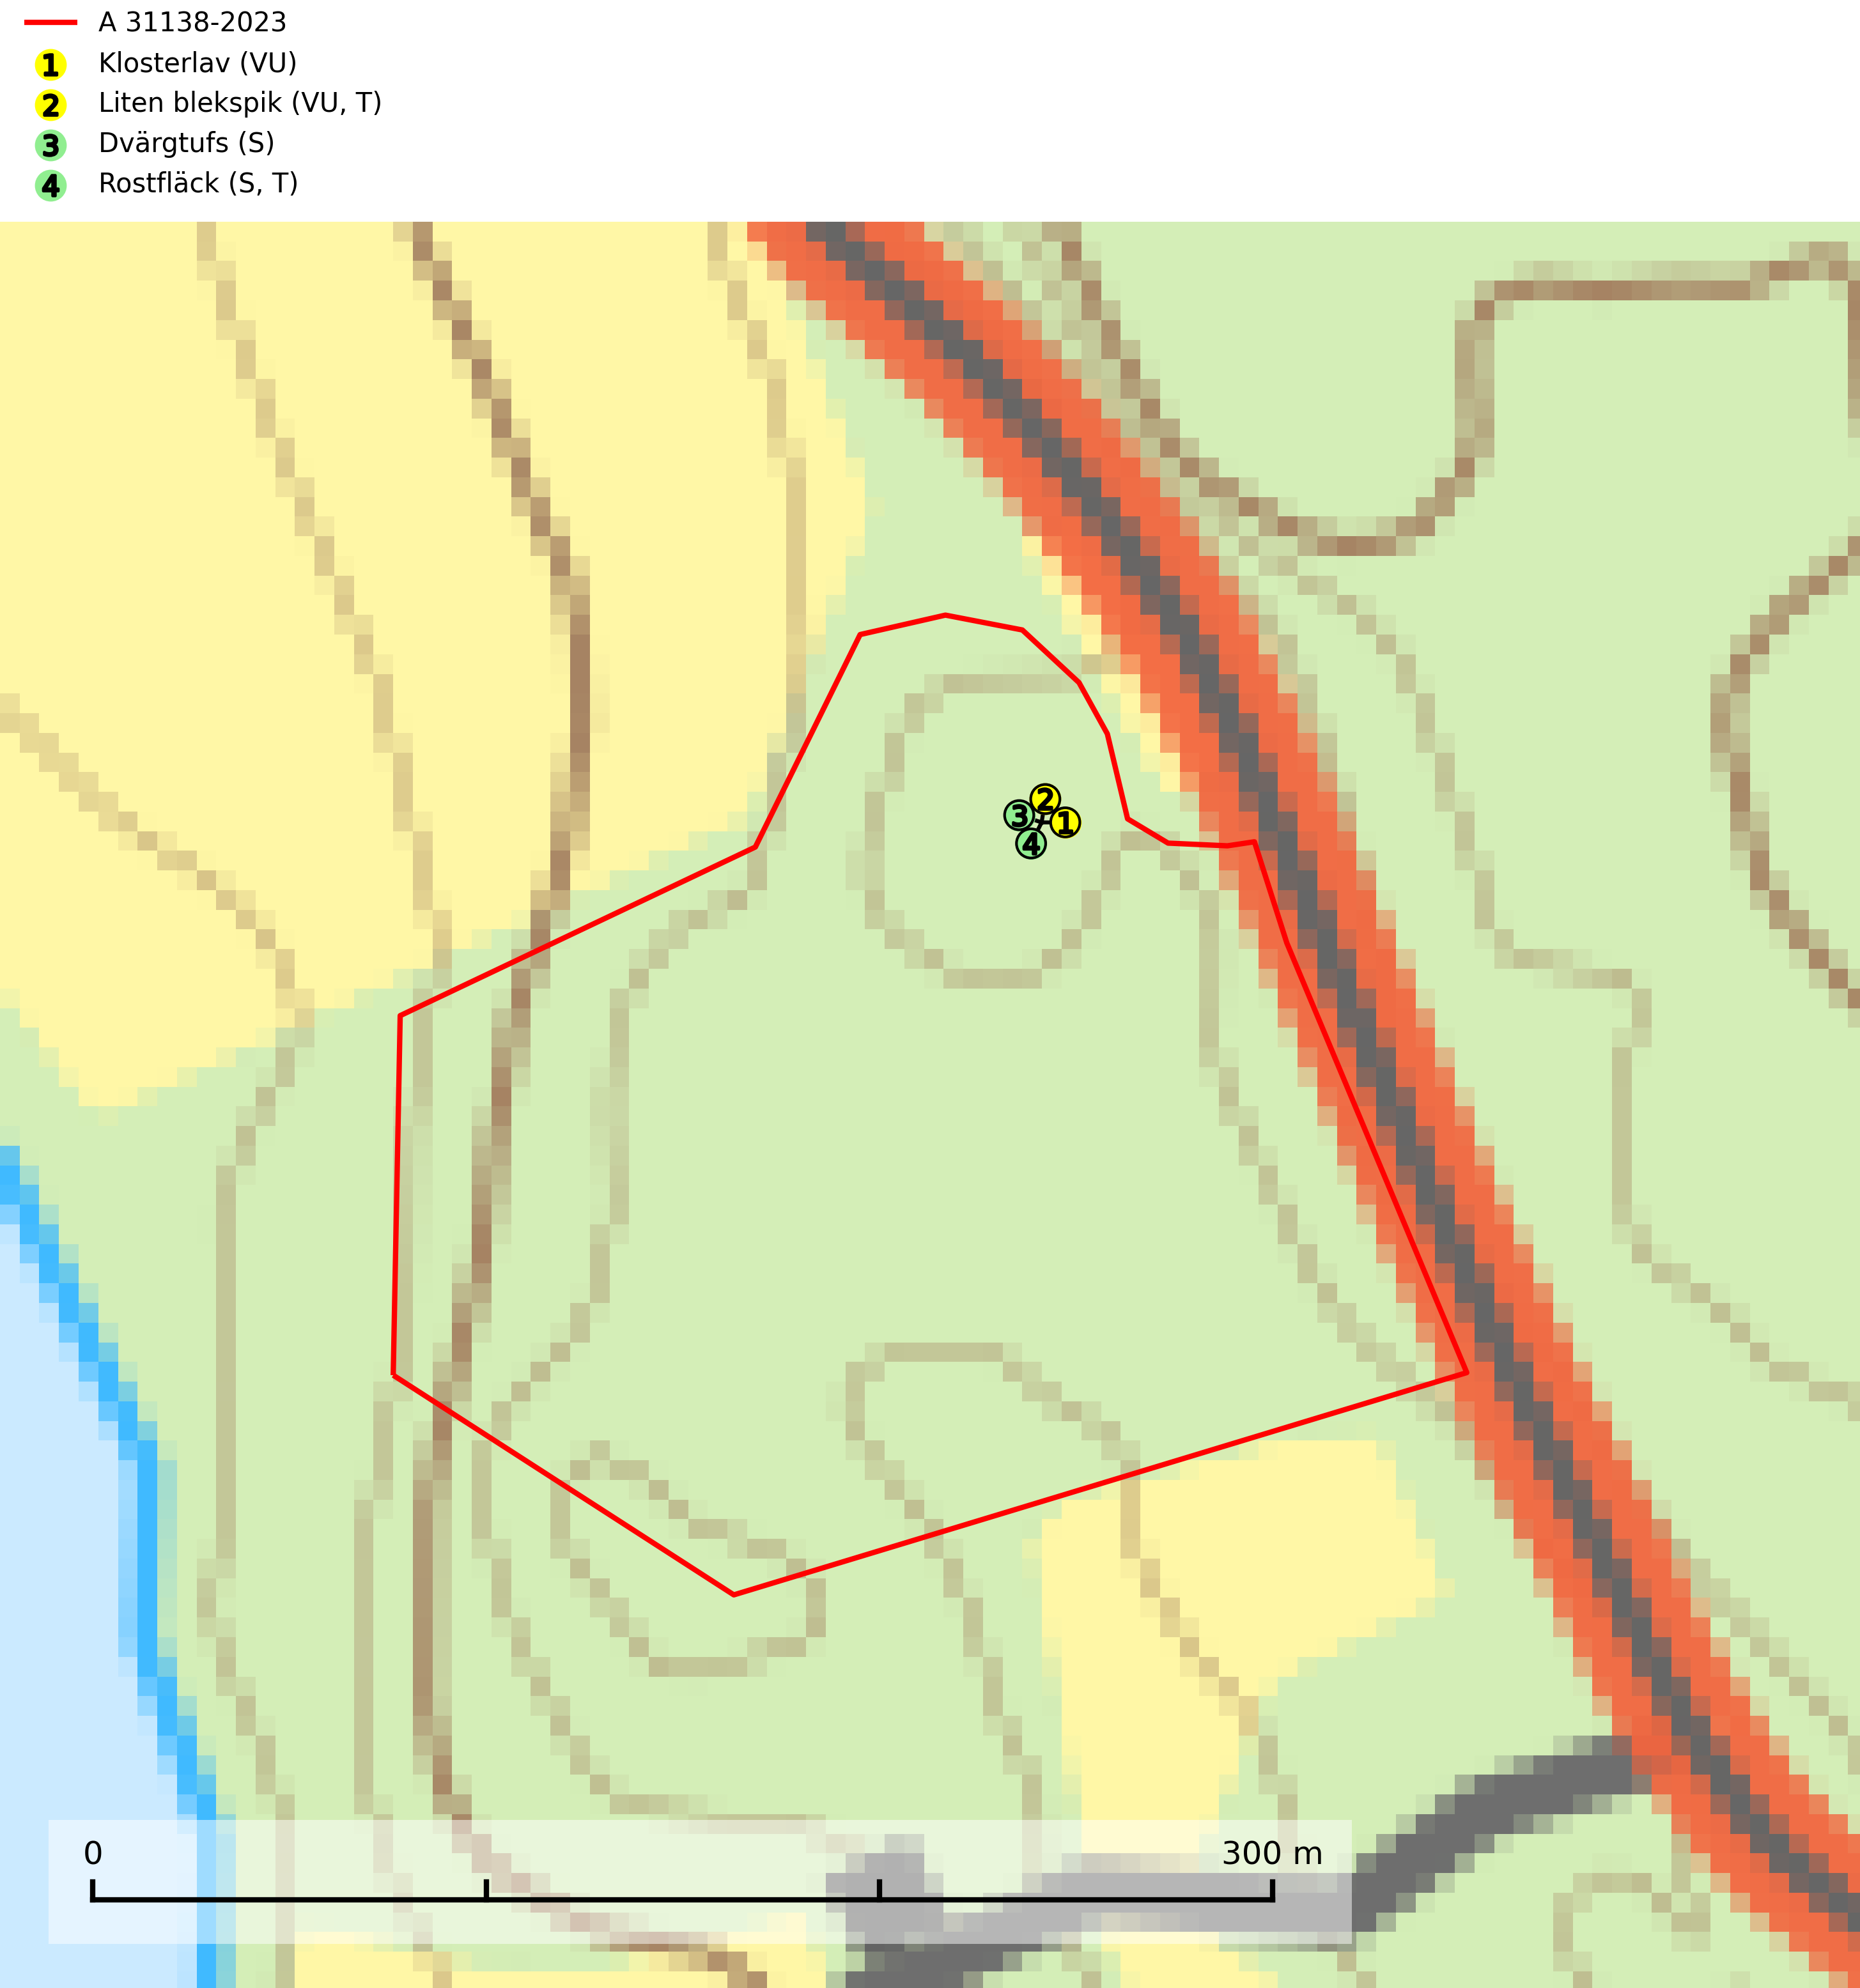 A 31138-2023
1 Klosterlav (VU)
2 Liten blekspik (VU, T)
3 Dvärgtufs (S)
4 Rostfläck (S, T)
2
3 1
4
0 300 m